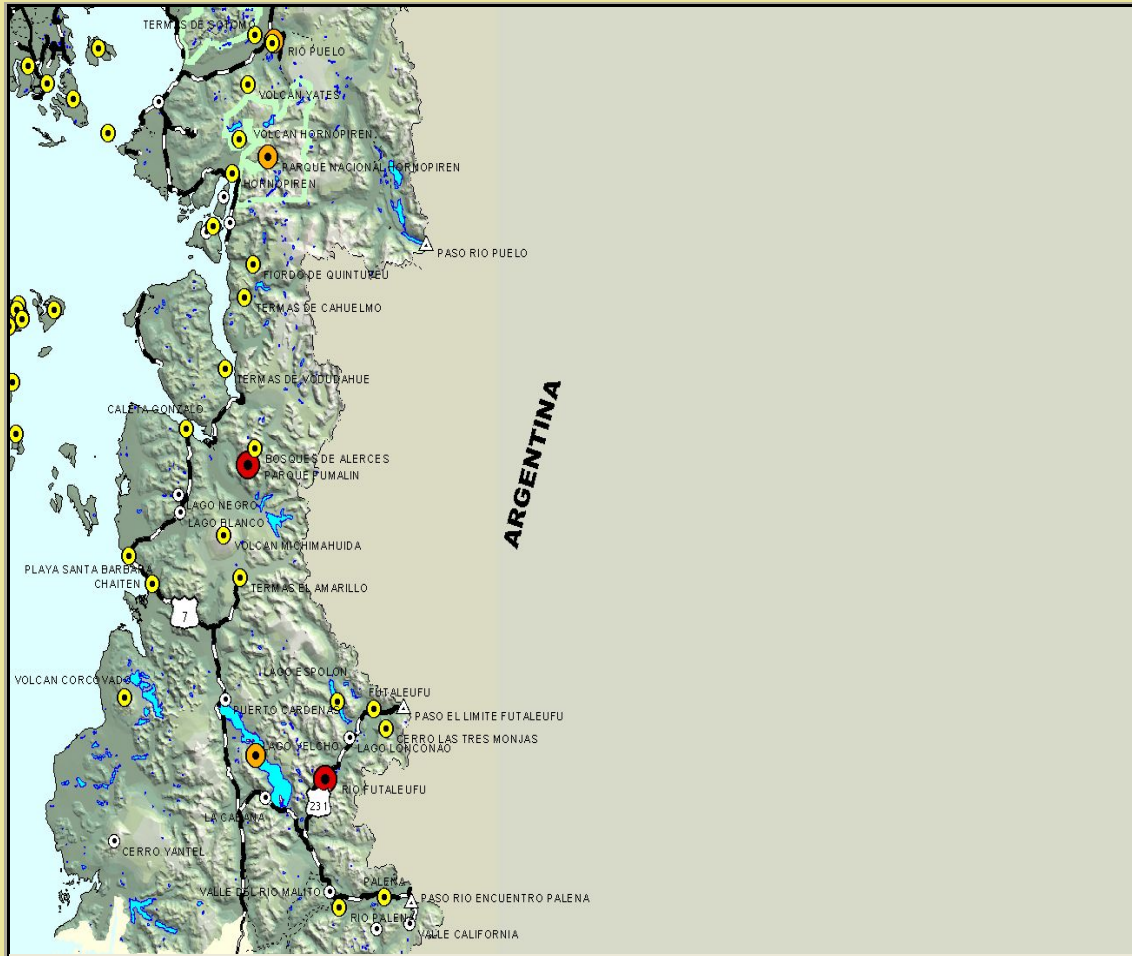 TERMAS DE SOTOMO
RIO PUELO
VOLCAN YATES
VOLCAN HORNOPIREN
PARQUE NACIONAL HORNOPIREN
HORNOPIREN
PASO RIO PUELO
FIORDO DE QUINTUPEU
TERMAS DE CAHUELMO
TERMAS DE VODUDAHUE
ARGENTINA
CALETA GONZALO
BOSQUES DE ALERCES
PARQUE PUMALIN
LAGO NEGRO
LAGO BLANCO
VOLCAN MICHIMAHUIDA
PLAYA SANTA BARBARA
CHAITEN
TERMAS EL AMARILLO
7
LAGO ESPOLON
VOLCAN CORCOVADO
FUTALEUFU
PUERTO CARDENAS
PASO EL LIMITE FUTALEUFU
CERRO LAS TRES MONJAS
LAGO YELCHO
LAGO LONCONAO
RIO FUTALEUFU
231
LA CABAÑA
CERRO YANTEL
PALENA
VALLE DEL RIO MALITO
PASO RIO ENCUENTRO PALENA
RIO PALENA
VALLE CALIFORNIA